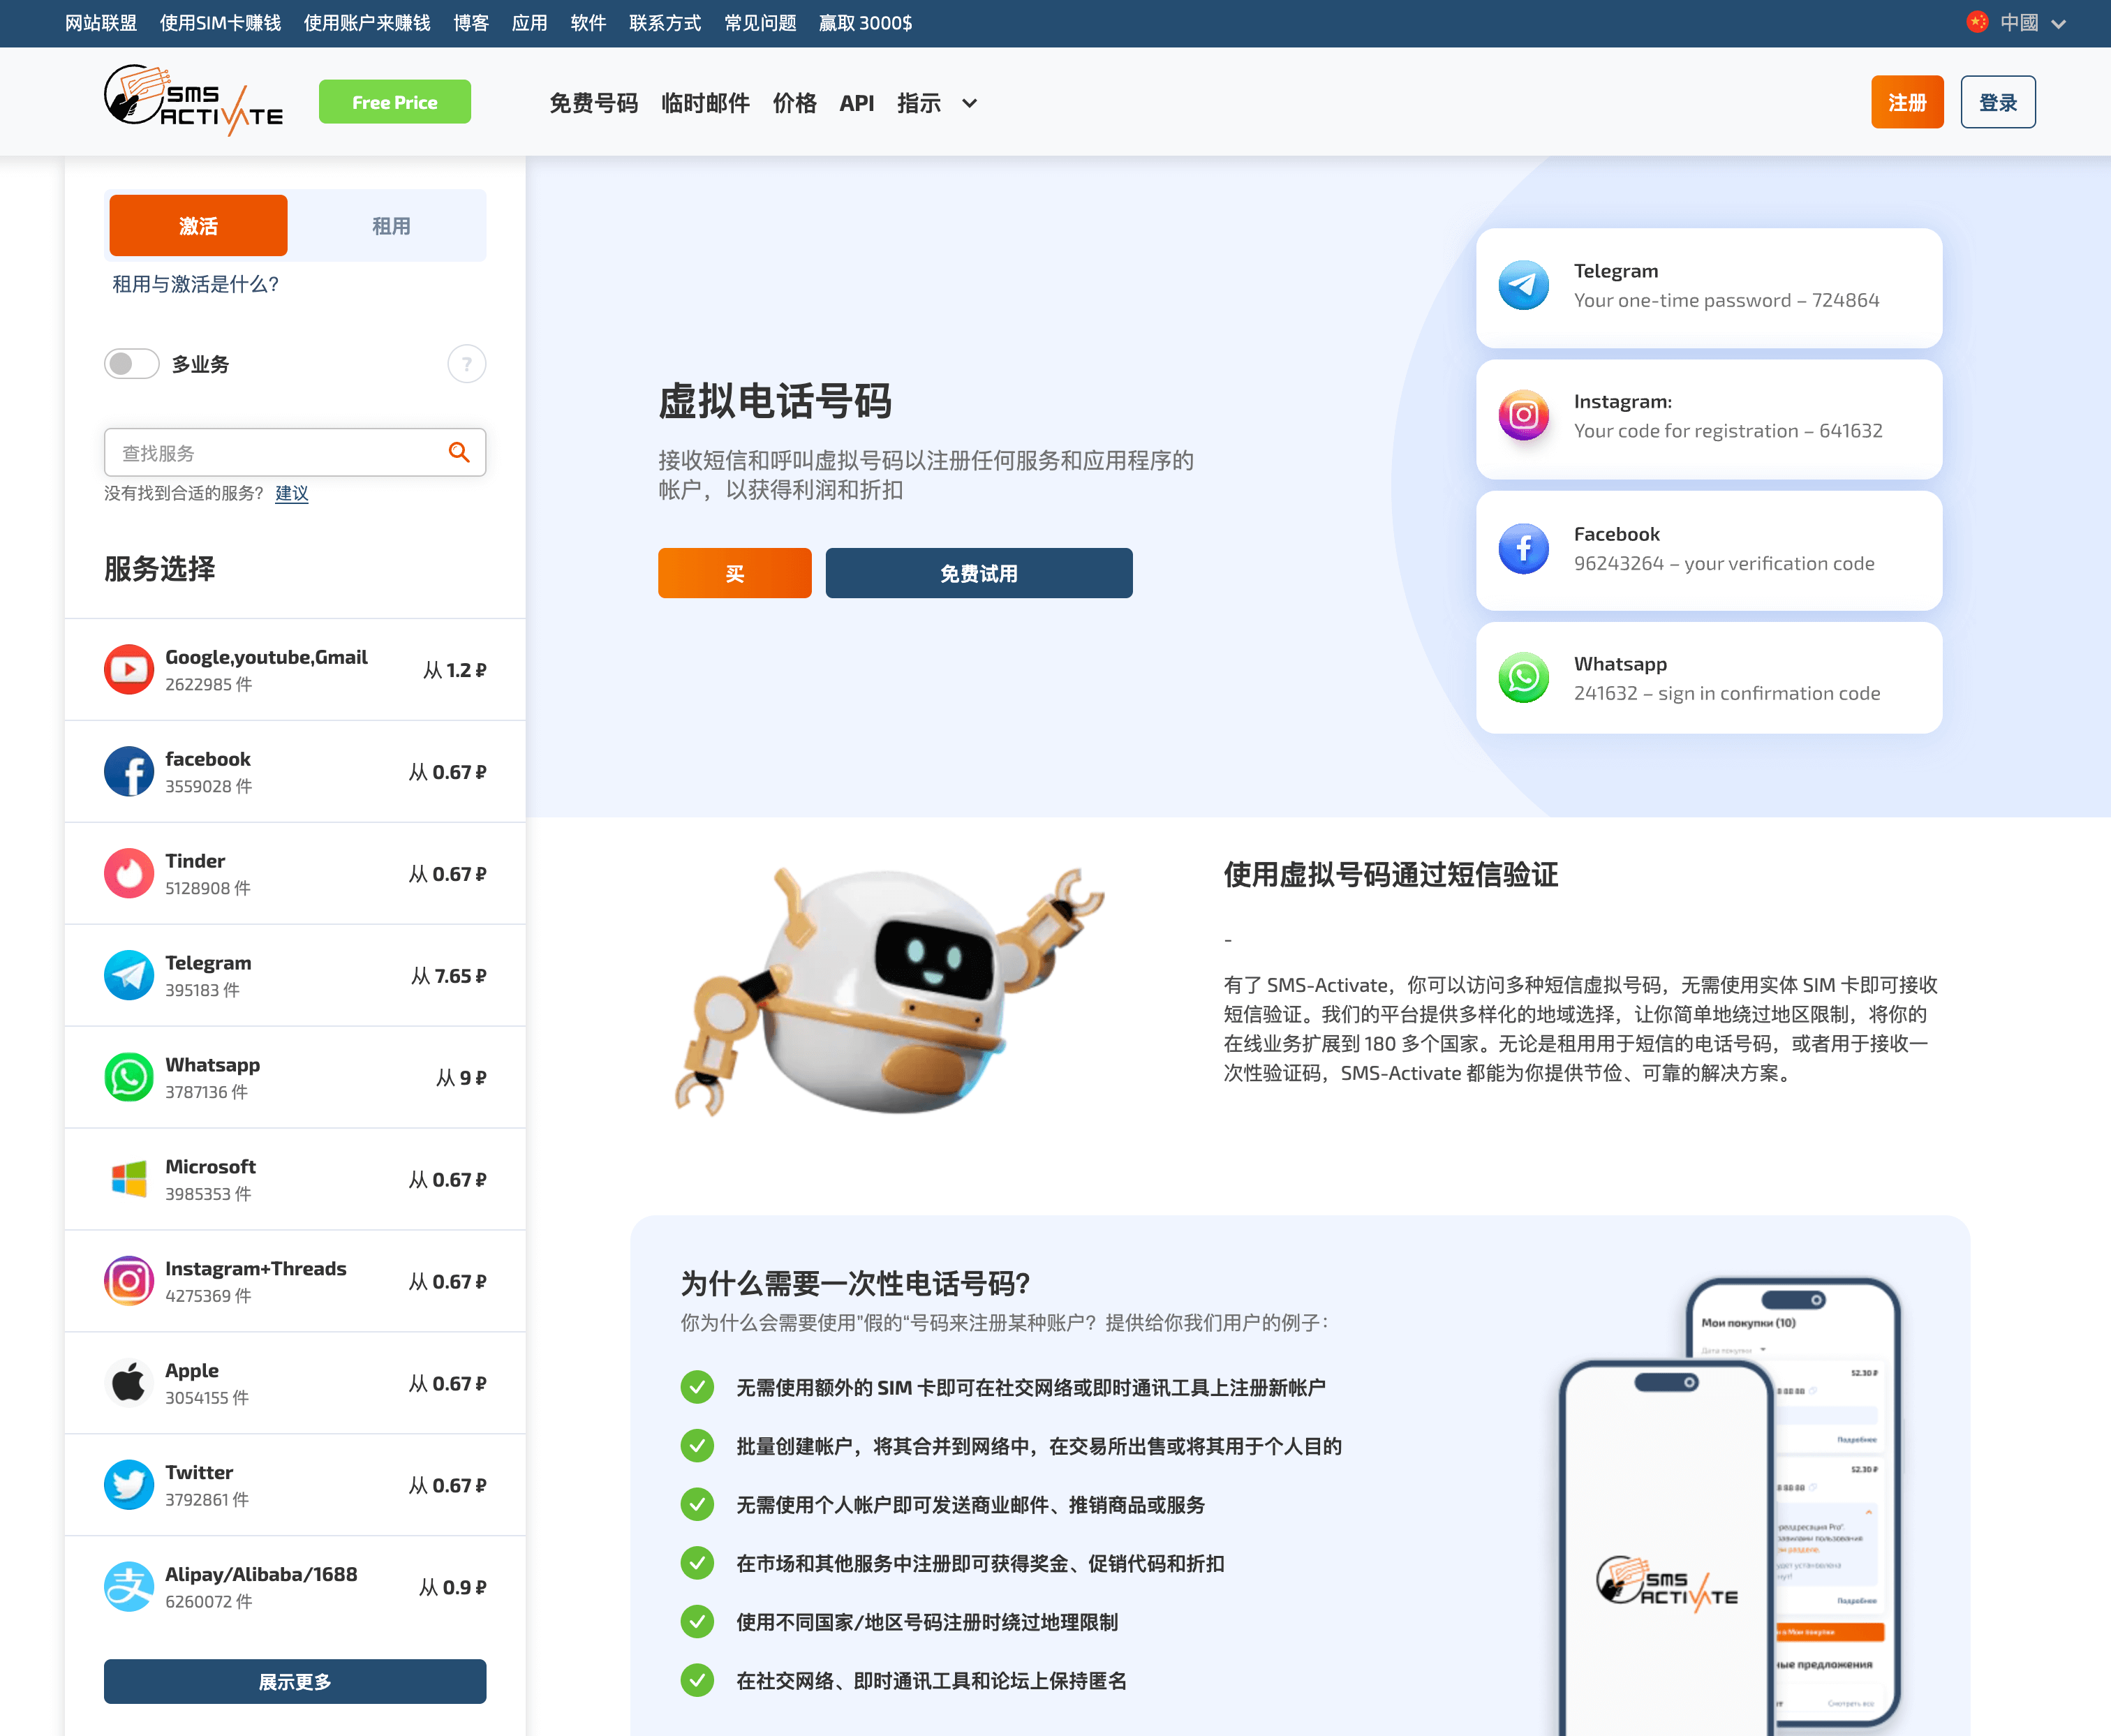 网站联盟 使用SIM卡赚钱 使用账户来赚钱 博客 应用 软件 联系方式 常见问题 赢取 3000$ 中國
SMS ACTIVATE
Free Price
免费号码 临时邮件 价格 API 指示
注册 登录
激活 租用
租用与激活是什么?
多业务 ?
查找服务
没有找到合适的服务? 建议
服务选择
Google,youtube,Gmail
2622985 件
从 1.2 ₽
facebook
3559028 件
从 0.67 ₽
Tinder
5128908 件
从 0.67 ₽
Telegram
395183 件
从 7.65 ₽
Whatsapp
3787136 件
从 9 ₽
Microsoft
3985353 件
从 0.67 ₽
Instagram+Threads
4275369 件
从 0.67 ₽
Apple
3054155 件
从 0.67 ₽
Twitter
3792861 件
从 0.67 ₽
支
Alipay/Alibaba/1688
6260072 件
从 0.9 ₽
展示更多
虚拟电话号码
接收短信和呼叫虚拟号码以注册任何服务和应用程序的
帐户，以获得利润和折扣
买 免费试用
Telegram
Your one-time password – 724864
Instagram:
Your code for registration – 641632
Facebook
96243264 – your verification code
Whatsapp
241632 – sign in confirmation code
使用虚拟号码通过短信验证
-
有了 SMS-Activate，你可以访问多种短信虚拟号码，无需使用实体 SIM 卡即可接收
短信验证。我们的平台提供多样化的地域选择，让你简单地绕过地区限制，将你的
在线业务扩展到 180 多个国家。无论是租用用于短信的电话号码，或者用于接收一
次性验证码，SMS-Activate 都能为你提供节俭、可靠的解决方案。
为什么需要一次性电话号码?
你为什么会需要使用"假的"号码来注册某种账户？提供给你我们用户的例子：
无需使用额外的 SIM 卡即可在社交网络或即时通讯工具上注册新帐户
批量创建帐户，将其合并到网络中，在交易所出售或将其用于个人目的
无需使用个人帐户即可发送商业邮件、推销商品或服务
在市场和其他服务中注册即可获得奖金、促销代码和折扣
使用不同国家/地区号码注册时绕过地理限制
在社交网络、即时通讯工具和论坛上保持匿名
Мои покупки (10)
Дата покупки
52.30 ₽
Подробнее
52.30 ₽
Подробнее
Мои покупки
ные предложения
Смотреть все
SMS ACTIVATE